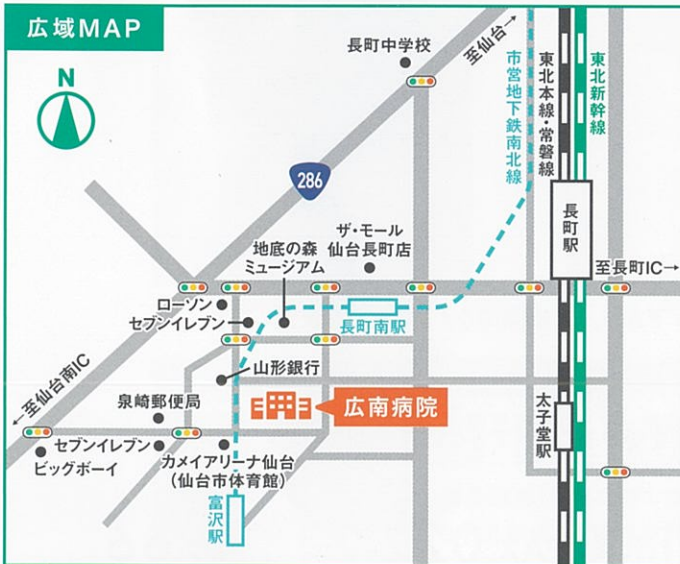 広域MAP
N
長町中学校
至仙台
市営地下鉄南北線
東北本線・常磐線
東北新幹線
286
長町駅
ザ・モール
仙台長町店
地底の森
ミュージアム
至長町IC
ローソン
セブンイレブン
長町南駅
山形銀行
至仙台南IC
泉崎郵便局
広南病院
太子堂駅
セブンイレブン
ビッグボーイ
カメイアリーナ仙台
(仙台市体育館)
富沢駅